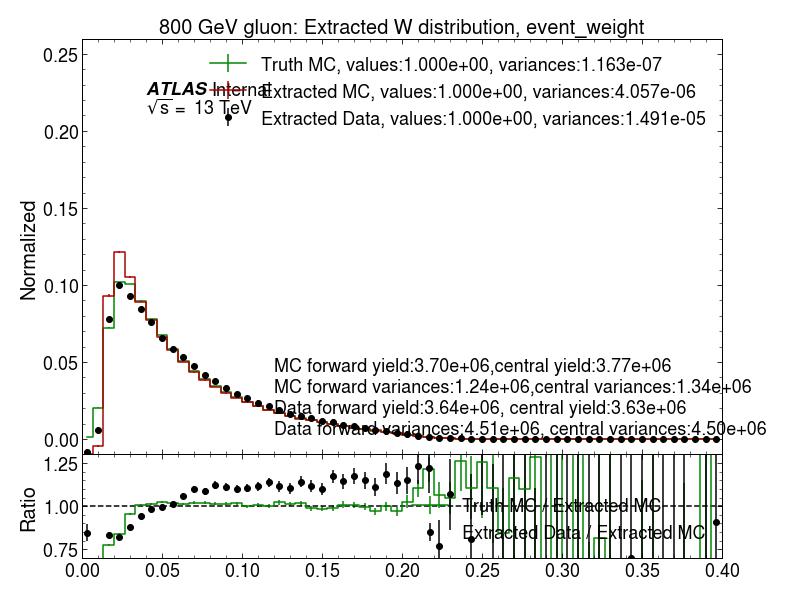 800 GeV gluon: Extracted W distribution, event_weight
Truth MC, values:1.000e+00, variances:1.163e-07
ATLAS Internal
Extracted MC, values:1.000e+00, variances:4.057e-06
√s = 13 TeV
Extracted Data, values:1.000e+00, variances:1.491e-05
Normalized
0.25
0.20
0.15
0.10
0.05
0.00
MC forward yield:3.70e+06,central yield:3.77e+06
MC forward variances:1.24e+06,central variances:1.34e+06
Data forward yield:3.64e+06, central yield:3.63e+06
Data forward variances:4.51e+06, central variances:4.50e+06
Ratio
1.25
1.00
0.75
Truth MC / Extracted MC
Extracted Data / Extracted MC
0.00 0.05 0.10 0.15 0.20 0.25 0.30 0.35 0.40